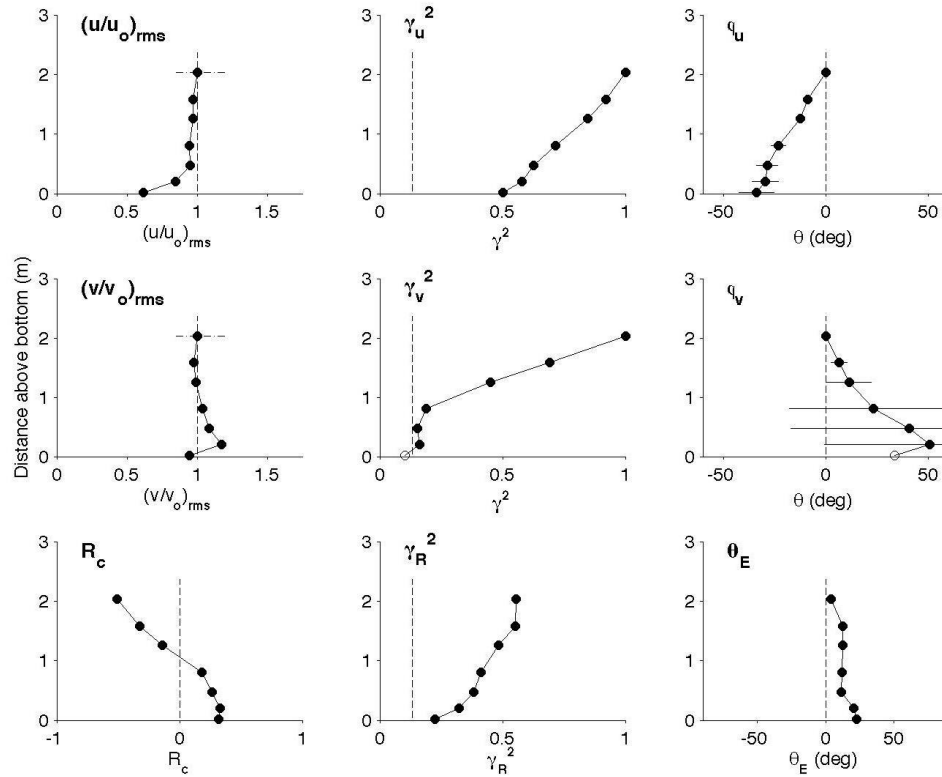 (u/u_o)_rms
γ_u^2
q_u
3
2
1
0
0 0.5 1 1.5
(u/u_o)_rms
3
2
1
0
0 0.5 1
γ^2
3
2
1
0
-50 0 50
θ (deg)
Distance above bottom (m)
(v/v_o)_rms
γ_v^2
q_v
3
2
1
0
0 0.5 1 1.5
(v/v_o)_rms
3
2
1
0
0 0.5 1
γ^2
3
2
1
0
-50 0 50
θ (deg)
R_c
γ_R^2
θ_E
3
2
1
0
-1 0 1
R_c
3
2
1
0
0 0.5 1
γ_R^2
3
2
1
0
-50 0 50
θ_E (deg)